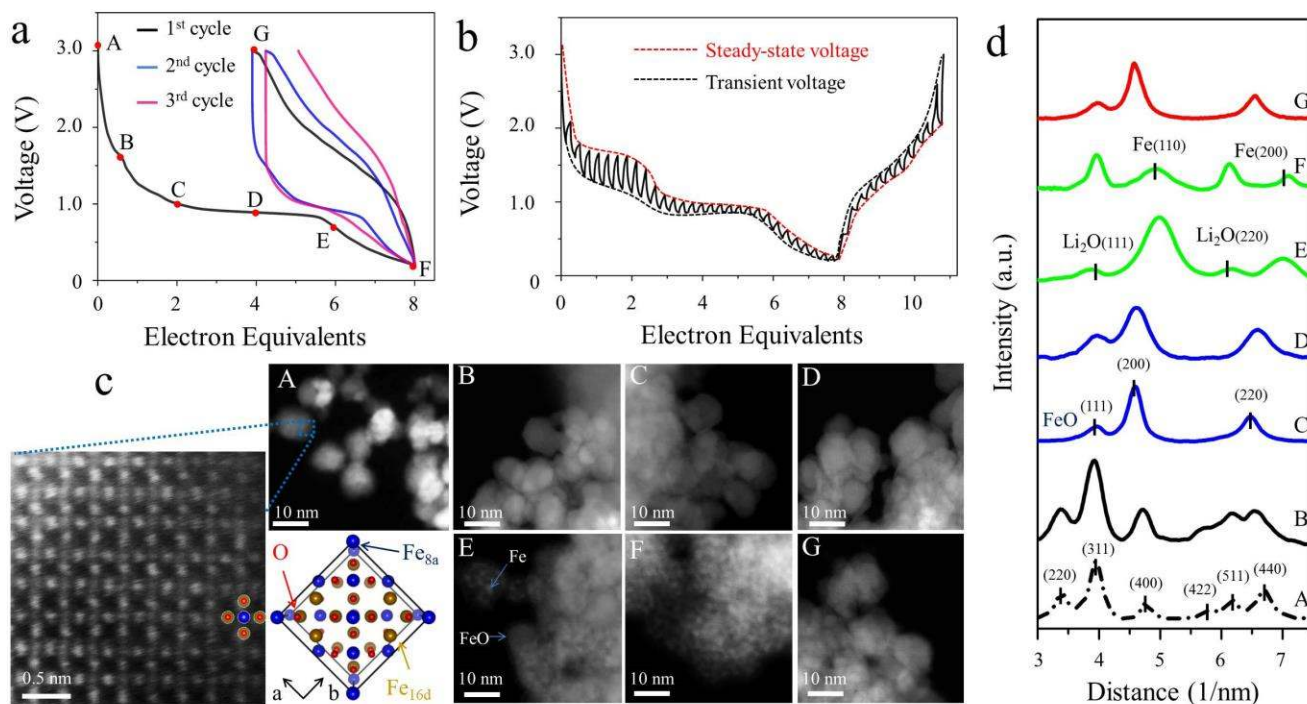 a
1st cycle
2nd cycle
3rd cycle
Voltage (V)
3.0
2.0
1.0
0
A
B
C
D
E
F
G
0 2 4 6 8
Electron Equivalents
b
Steady-state voltage
Transient voltage
Voltage (V)
3.0
2.0
1.0
0
0 2 4 6 8 10
Electron Equivalents
c
0.5 nm
A
10 nm
B
10 nm
C
10 nm
D
10 nm
O
Fe8a
Fe16d
a b
E
Fe
FeO
10 nm
F
10 nm
G
10 nm
d
Intensity (a.u.)
G
Fe(110) Fe(200)
F
Li2O(111) Li2O(220)
E
D
(200)
FeO (111) (220)
C
B
(220) (311) (400) (422) (511) (440)
A
3 4 5 6 7
Distance (1/nm)